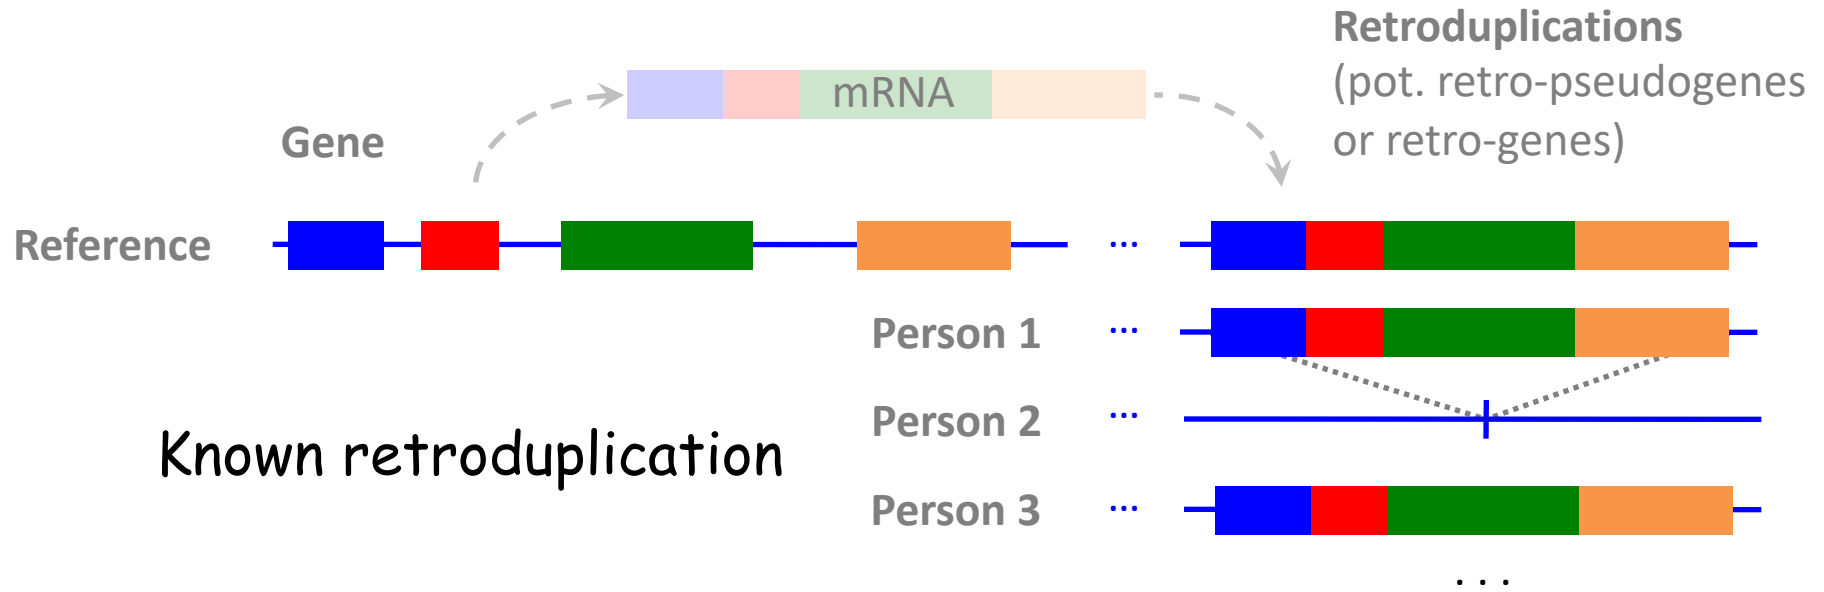 Retroduplications
(pot. retro-pseudogenes
or retro-genes)
mRNA
Gene
Reference
...
Person 1
...
Person 2
...
Known retroduplication
Person 3
...
. . .